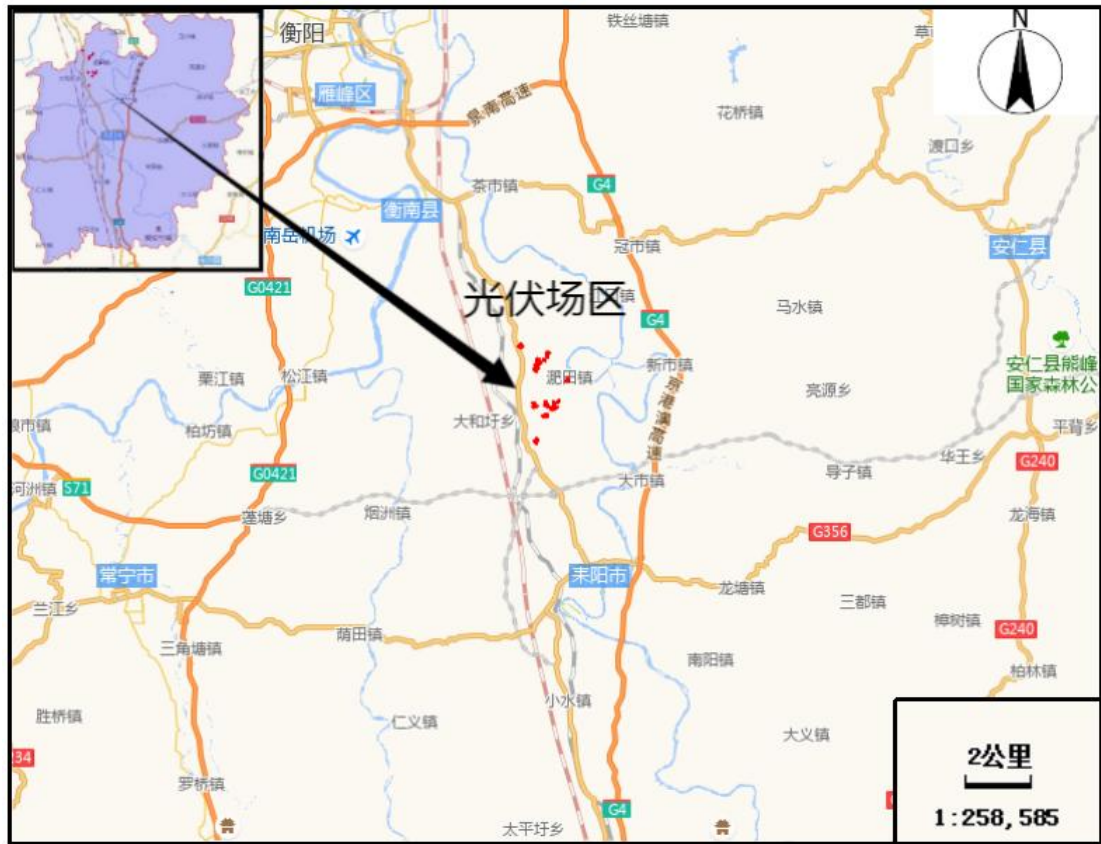 铁丝塘镇
衡阳
N
雁峰区
泉南高速
花桥镇
渡口乡
茶市镇
G4
衡南县
南岳机场
冠市镇
安仁县
G0421
光伏场区
马水镇
G4
安仁县熊峰
国家森林公
新市镇
栗江镇
松江镇
淝田镇
京港澳高速
亮源乡
大和圩乡
柏坊镇
平背乡
华王乡
G240
G0421
导子镇
大市镇
河洲镇
S71
烟洲镇
蓬塘乡
龙海镇
G356
常宁市
耒阳市
龙塘镇
三都镇
兰江乡
樟树镇
G240
荫田镇
三角塘镇
南阳镇
柏林镇
小水镇
胜桥镇
仁义镇
大义镇
34
2公里
罗桥镇
G4
1:258,585
太平圩乡